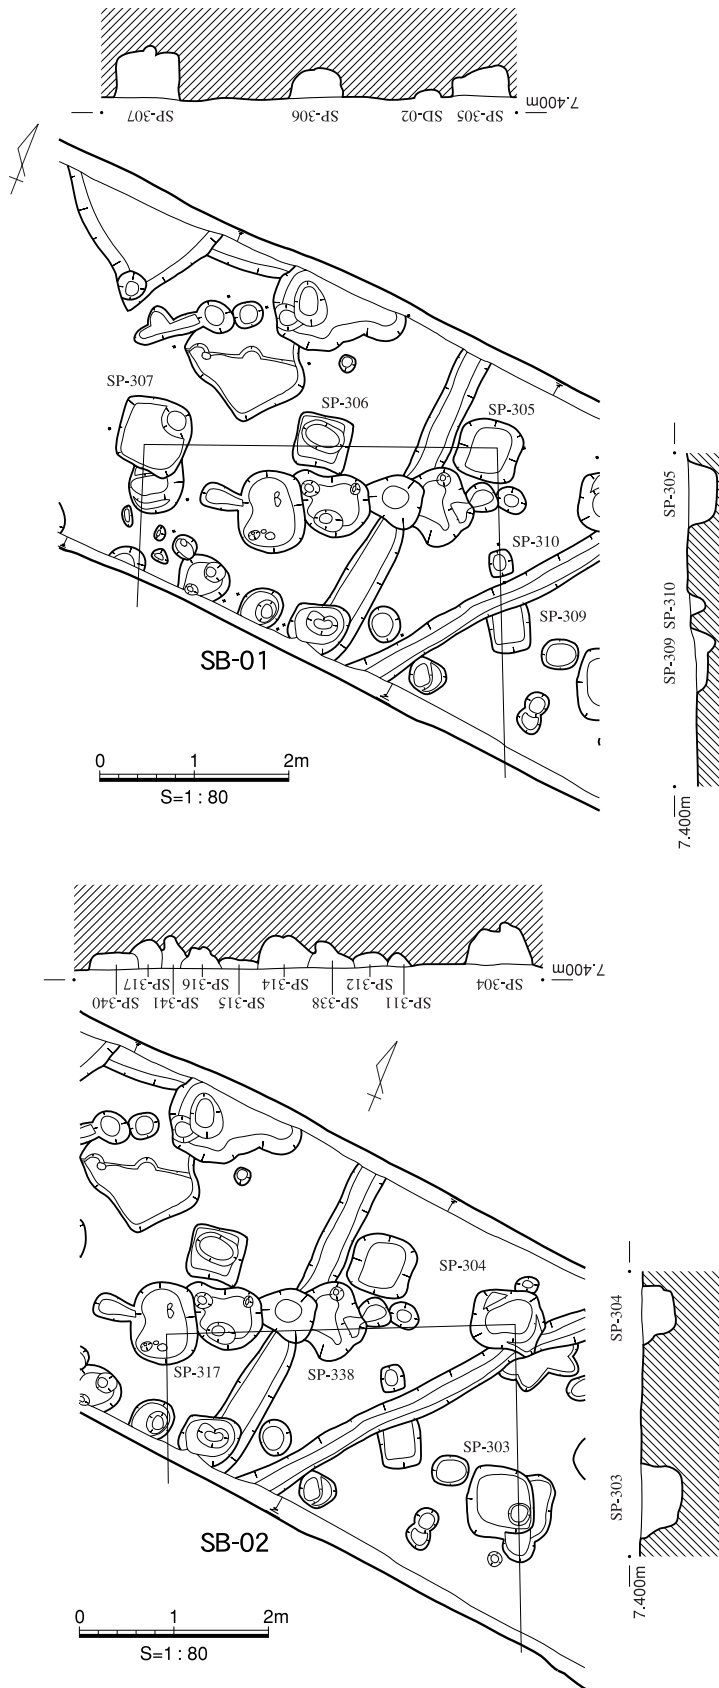 7.400m
SP-307
SP-306
SD-02
SP-305
SP-307
SP-306
SP-305
SP-310
SP-309
SB-01
0 1 2m
S=1 : 80
SP-305
SP-310
SP-309
7.400m
7.400m
SP-340
SP-317
SP-341
SP-316
SP-315
SP-314
SP-338
SP-312
SP-311
SP-304
SP-304
SP-317
SP-338
SP-303
SB-02
0 1 2m
S=1 : 80
SP-304
SP-303
7.400m